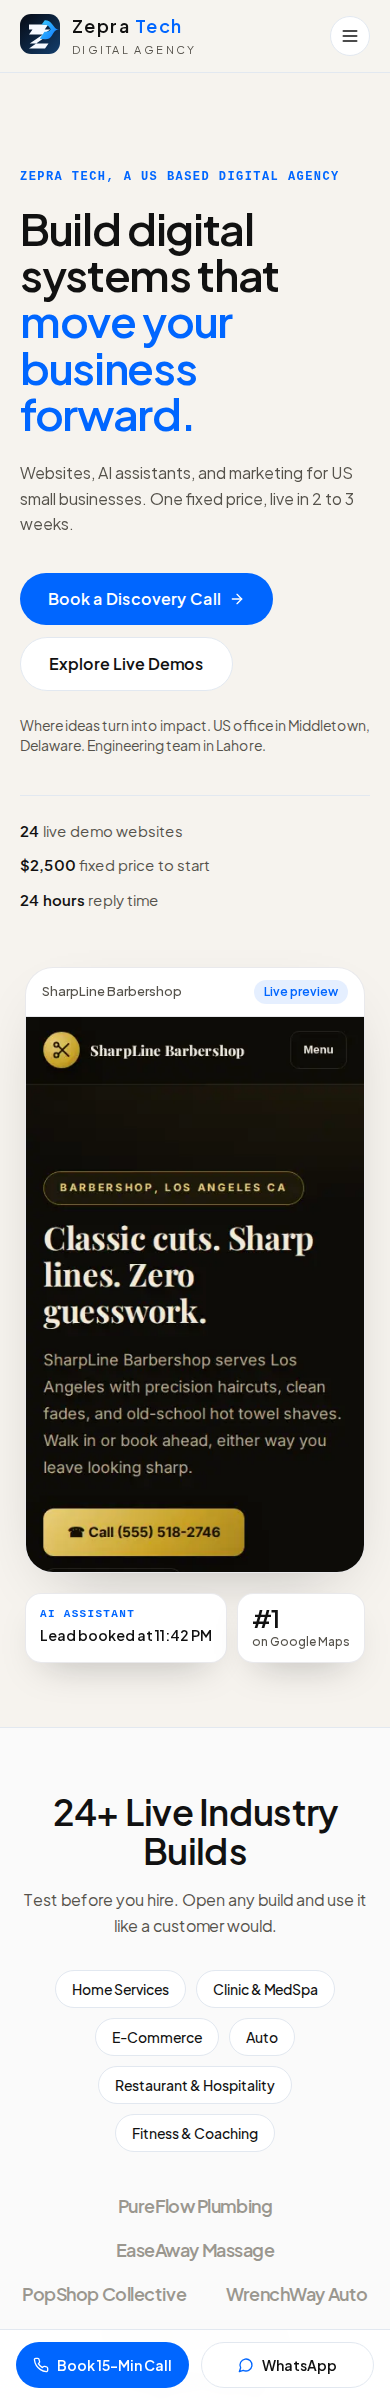 Zepra Tech
DIGITAL AGENCY
ZEPRA TECH, A US BASED DIGITAL AGENCY
Build digital
systems that
move your
business
forward.
Websites, AI assistants, and marketing for US
small businesses. One fixed price, live in 2 to 3
weeks.
Book a Discovery Call
Explore Live Demos
Where ideas turn into impact. US office in Middletown,
Delaware. Engineering team in Lahore.
24 live demo websites
$2,500 fixed price to start
24 hours reply time
SharpLine Barbershop
Live preview
SharpLine Barbershop
Menu
BARBERSHOP, LOS ANGELES CA
Classic cuts. Sharp
lines. Zero
guesswork.
SharpLine Barbershop serves Los
Angeles with precision haircuts, clean
fades, and old-school hot towel shaves.
Walk in or book ahead, either way you
leave looking sharp.
☎ Call (555) 518-2746
AI ASSISTANT
Lead booked at 11:42 PM
#1
on Google Maps
24+ Live Industry
Builds
Test before you hire. Open any build and use it
like a customer would.
Home Services
Clinic & MedSpa
E-Commerce
Auto
Restaurant & Hospitality
Fitness & Coaching
PureFlow Plumbing
EaseAway Massage
PopShop Collective
WrenchWay Auto
Book 15-Min Call
WhatsApp